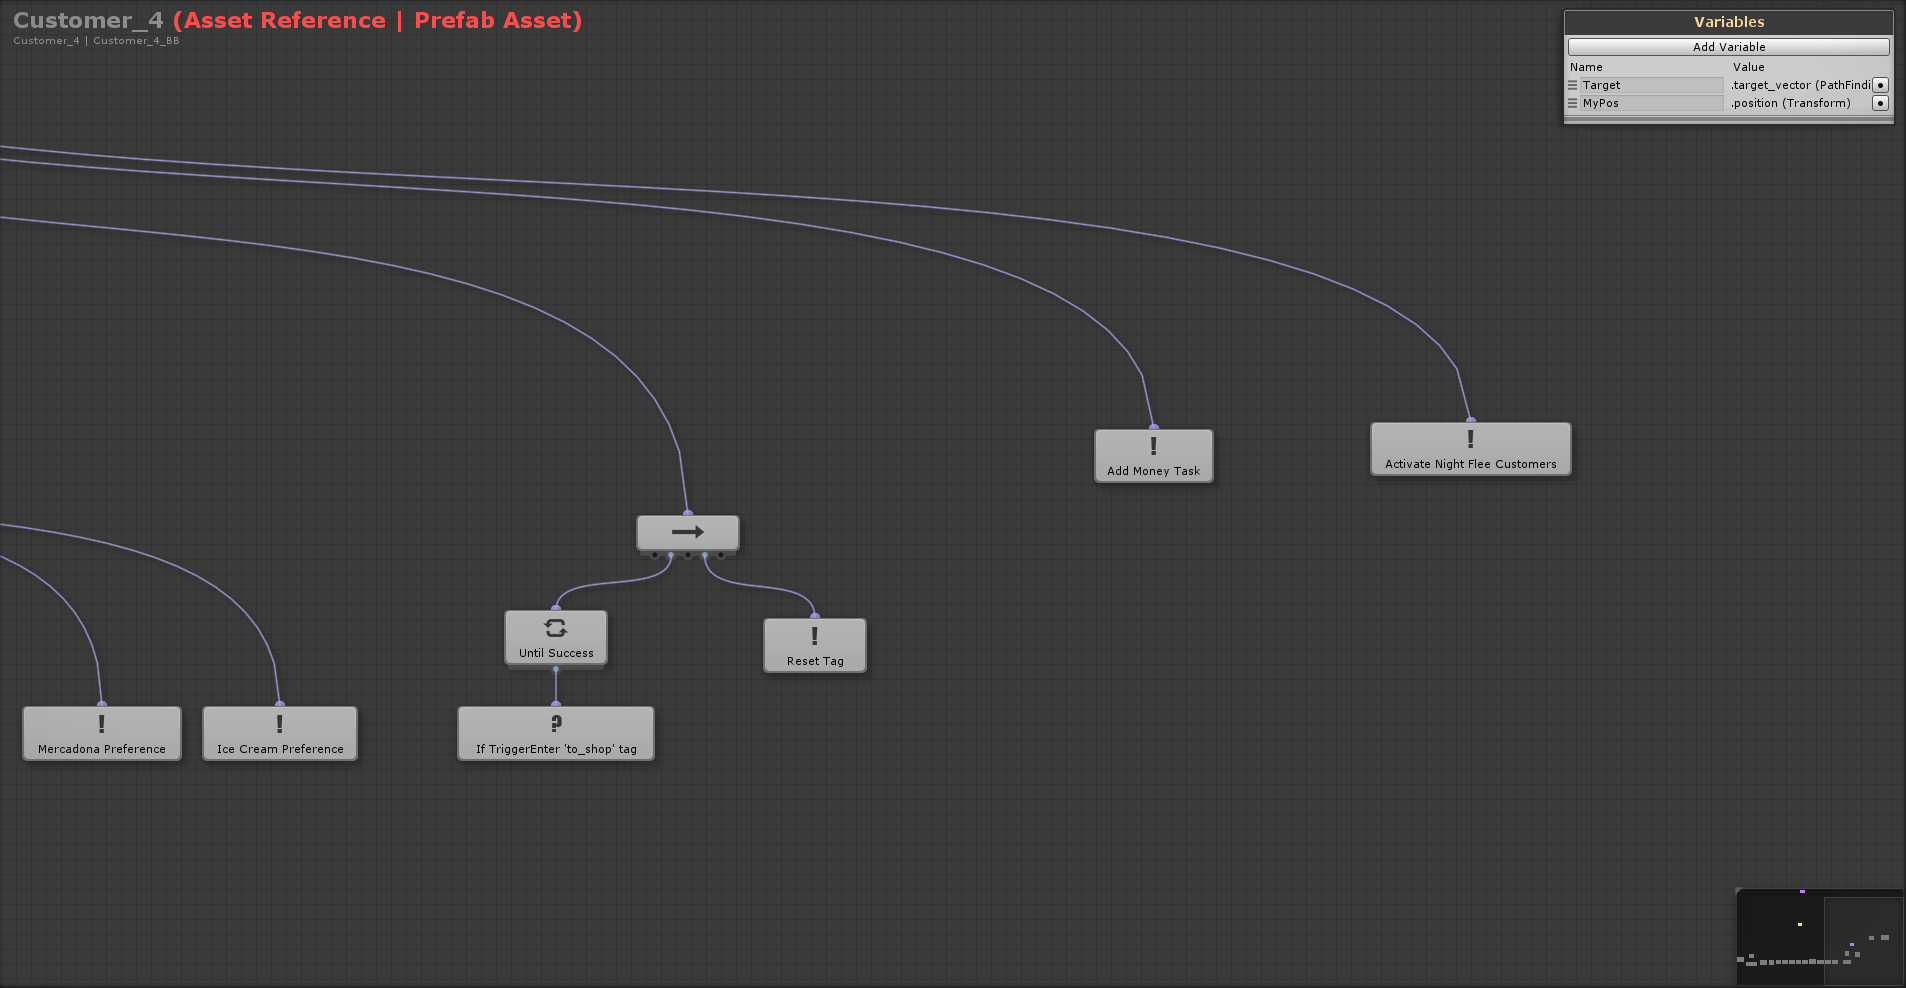 Customer_4 (Asset Reference | Prefab Asset)
Customer_4 | Customer_4_BB
Variables
Add Variable
Name Value
Target .target_vector (PathFindi
MyPos .position (Transform)
! Add Money Task
! Activate Night Flee Customers
Until Success
! Reset Tag
! Mercadona Preference
! Ice Cream Preference
? If TriggerEnter 'to_shop' tag